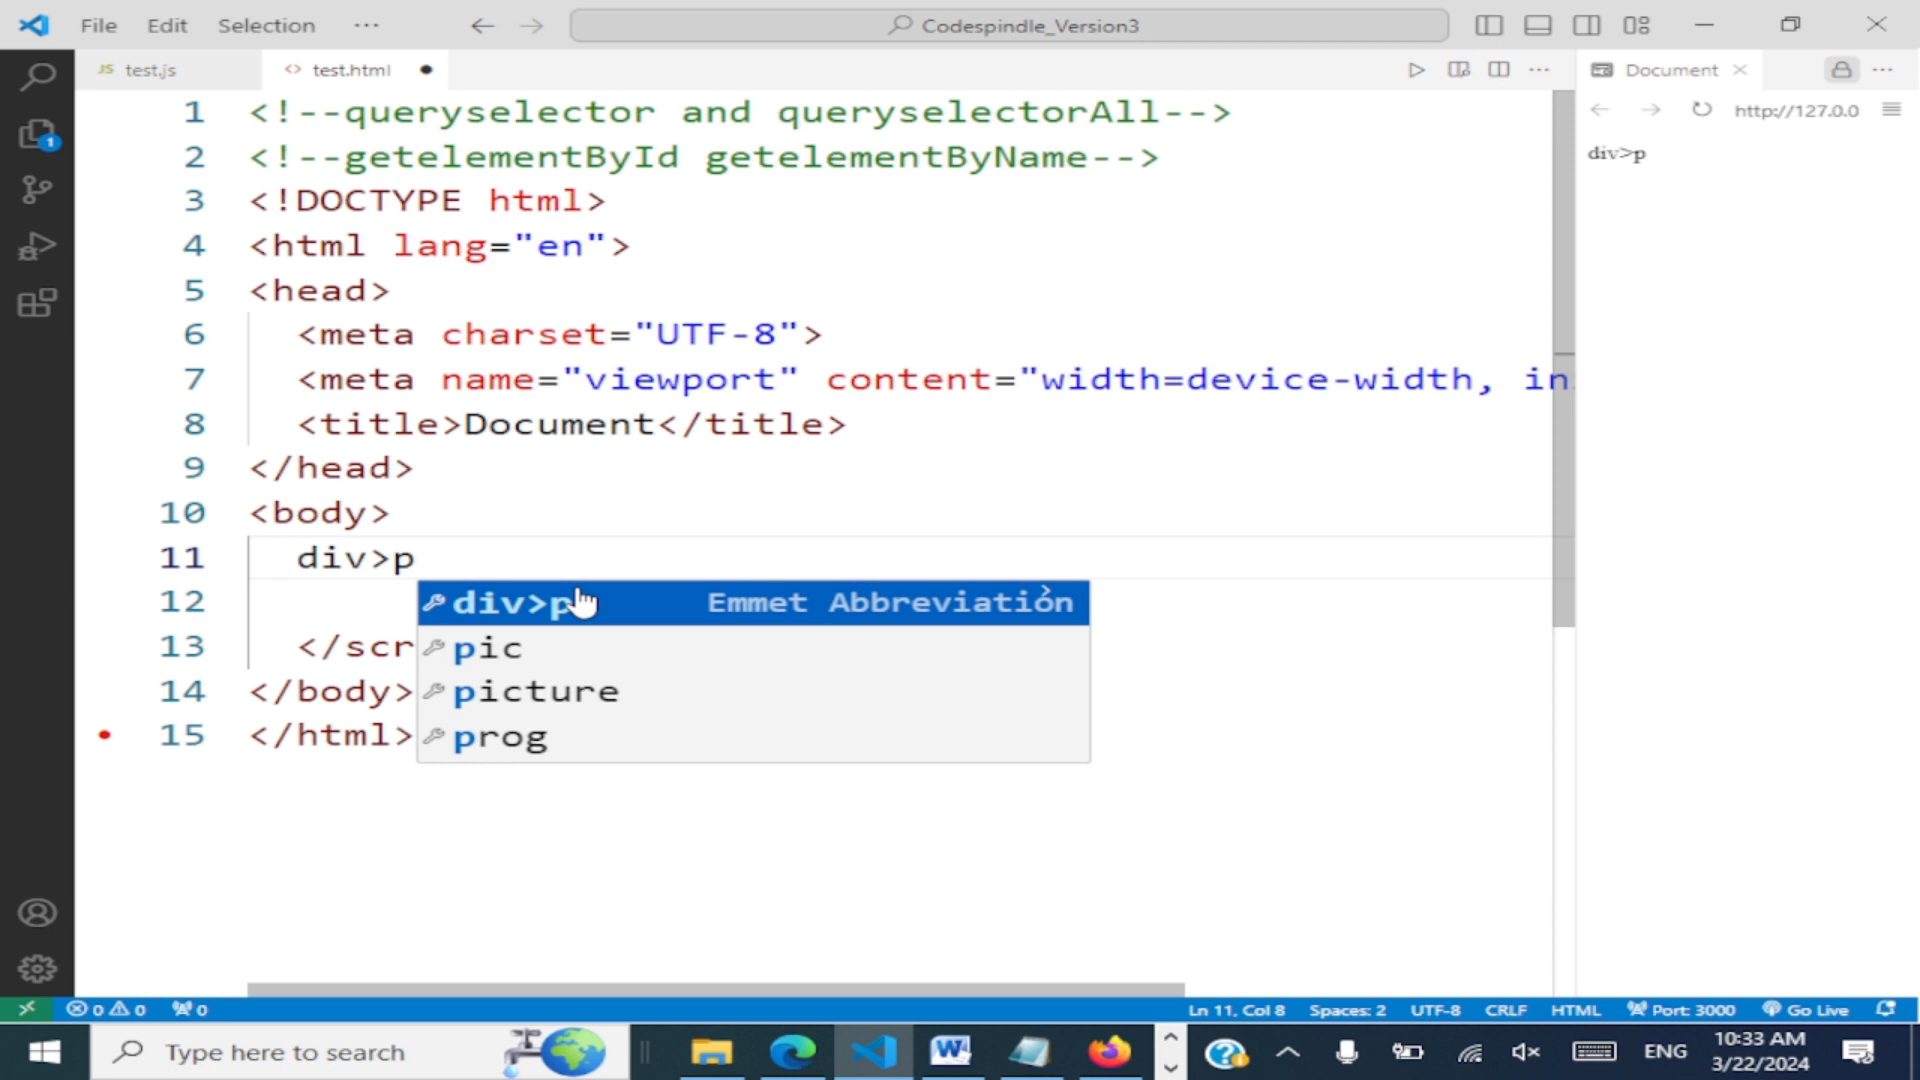 File Edit Selection ··· Codespindle_Version3
JS test.js <> test.html Document
http://127.0.0
div>p
1 <!--queryselector and queryselectorAll-->
2 <!--getelementById getelementByName-->
3 <!DOCTYPE html>
4 <html lang="en">
5 <head>
6 <meta charset="UTF-8">
7 <meta name="viewport" content="width=device-width, in
8 <title>Document</title>
9 </head>
10 <body>
11 div>p
12 div>p Emmet Abbreviation
13 </scr pic
14 </body> picture
15 </html> prog
1
0 0 0 Ln 11, Col 8 Spaces: 2 UTF-8 CRLF HTML Port: 3000 Go Live
Type here to search ENG 10:33 AM
3/22/2024